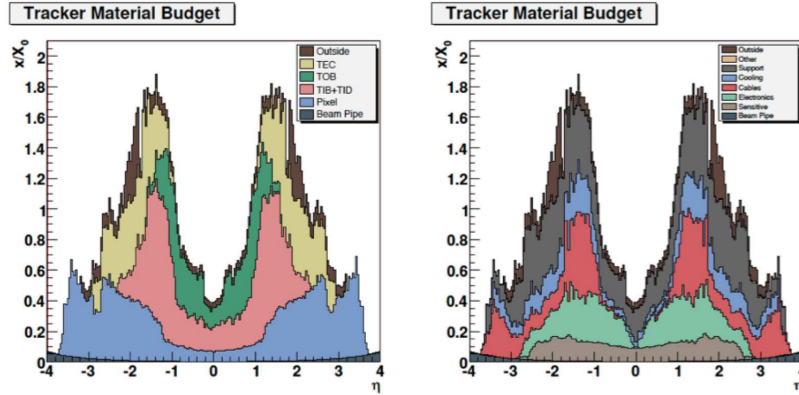 Tracker Material Budget
x/X0
2
1.8
1.6
1.4
1.2
1
0.8
0.6
0.4
0.2
0
-4 -3 -2 -1 0 1 2 3 4
η
Outside
TEC
TOB
TIB+TID
Pixel
Beam Pipe
Tracker Material Budget
x/X0
2
1.8
1.6
1.4
1.2
1
0.8
0.6
0.4
0.2
0
-4 -3 -2 -1 0 1 2 3 4
Outside
Other
Support
Cooling
Cables
Electronics
Sensitive
Beam Pipe